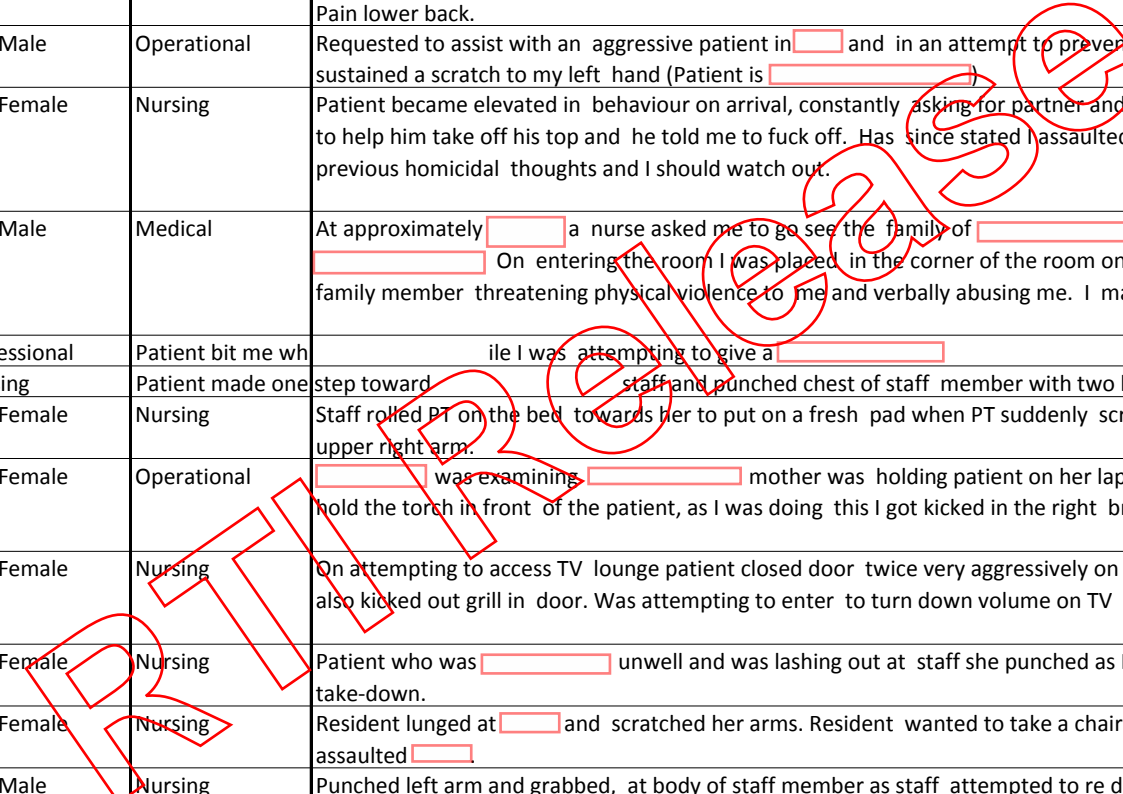 Pain lower back.
Male Operational Requested to assist with an aggressive patient in and in an attempt to preven
sustained a scratch to my left hand (Patient is )
Female Nursing Patient became elevated in behaviour on arrival, constantly asking for partner and
to help him take off his top and he told me to fuck off. Has since stated I assaulted
previous homicidal thoughts and I should watch out.
Male Medical At approximately a nurse asked me to go see the family of
On entering the room I was placed in the corner of the room on
family member threatening physical violence to me and verbally abusing me. I ma
essional Patient bit me wh ile I was attempting to give a
ing Patient made one step toward staff and punched chest of staff member with two
Female Nursing Staff rolled PT on the bed towards her to put on a fresh pad when PT suddenly scr
upper right arm.
Female Operational was examining mother was holding patient on her lap
hold the torch in front of the patient, as I was doing this I got kicked in the right br
Female Nursing On attempting to access TV lounge patient closed door twice very aggressively on
also kicked out grill in door. Was attempting to enter to turn down volume on TV
Female Nursing Patient who was unwell and was lashing out at staff she punched as I
take-down.
Female Nursing Resident lunged at and scratched her arms. Resident wanted to take a chair
assaulted .
Male Nursing Punched left arm and grabbed, at body of staff member as staff attempted to re d
RTI Release